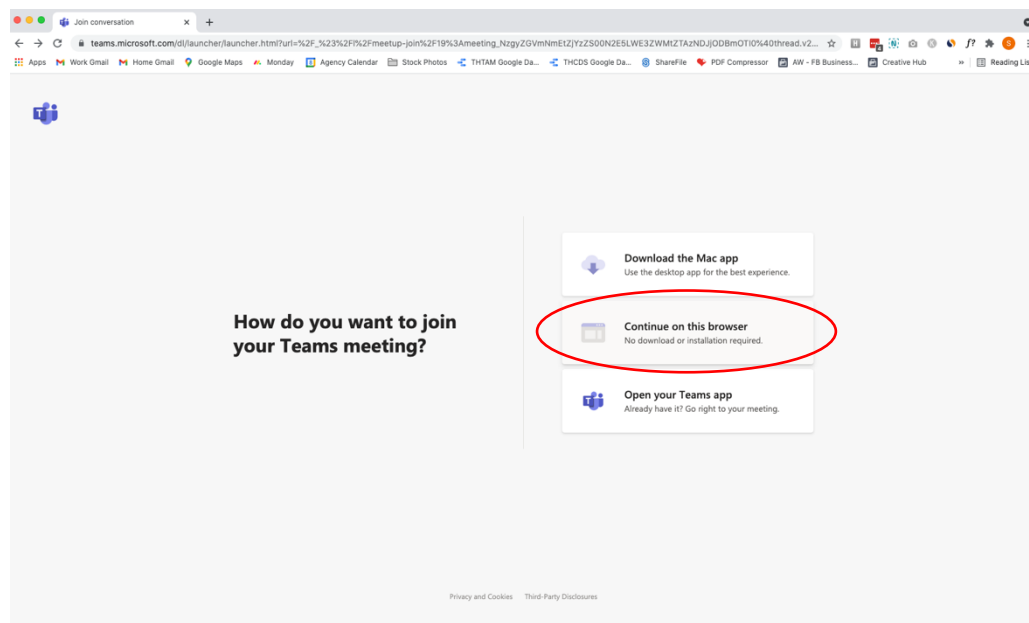 Join conversation
teams.microsoft.com/dl/launcher/launcher.html?url=%2F_%23%2Fl%2Fmeetup-join%2F19%3Ameeting_NzgyZGVmNmEtZjYzZS00N2E5LWE3ZWMtZTAzNDJjODBmOTI0%40thread.v2...
Apps Work Gmail Home Gmail Google Maps Monday Agency Calendar Stock Photos THTAM Google Da... THCDS Google Da... ShareFile PDF Compressor AW - FB Business... Creative Hub » Reading Lis
Download the Mac app
Use the desktop app for the best experience.
How do you want to join
your Teams meeting?
Continue on this browser
No download or installation required.
Open your Teams app
Already have it? Go right to your meeting.
Privacy and Cookies Third-Party Disclosures